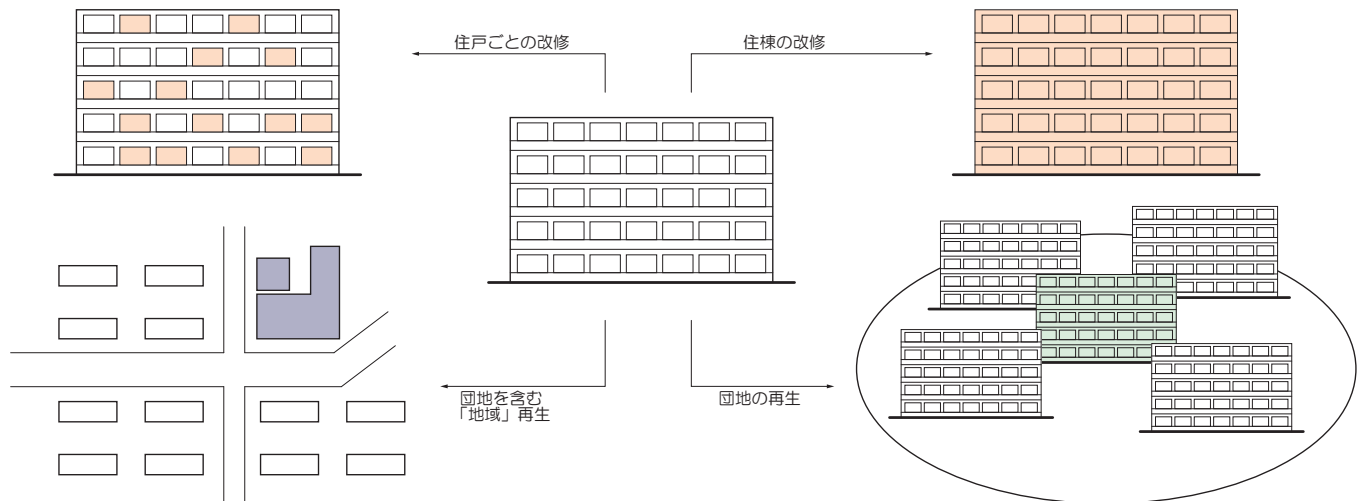 住戸ごとの改修
住棟の改修
団地を含む
「地域」再生
団地の再生